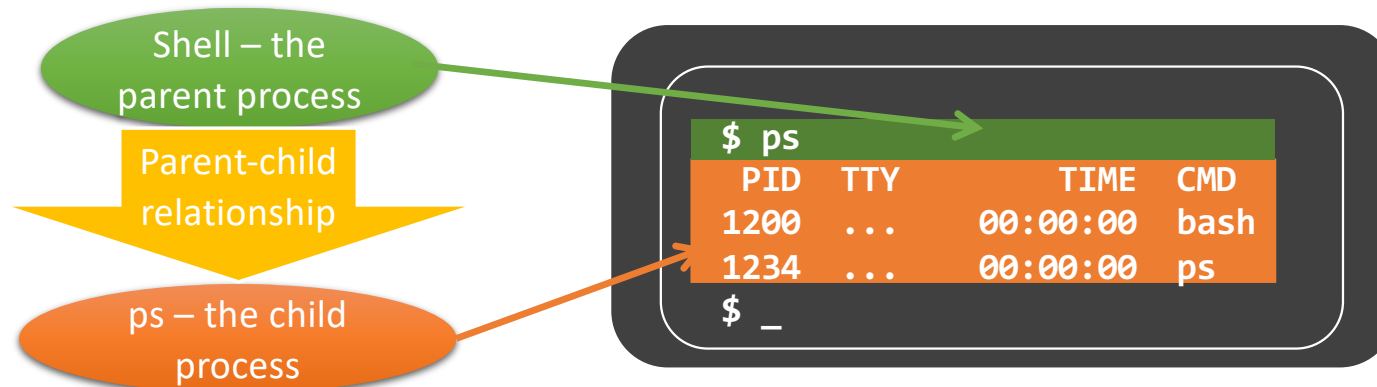 Shell – the
parent process
Parent-child
relationship
ps – the child
process
$ ps
PID TTY TIME CMD
1200 ... 00:00:00 bash
1234 ... 00:00:00 ps
$ _